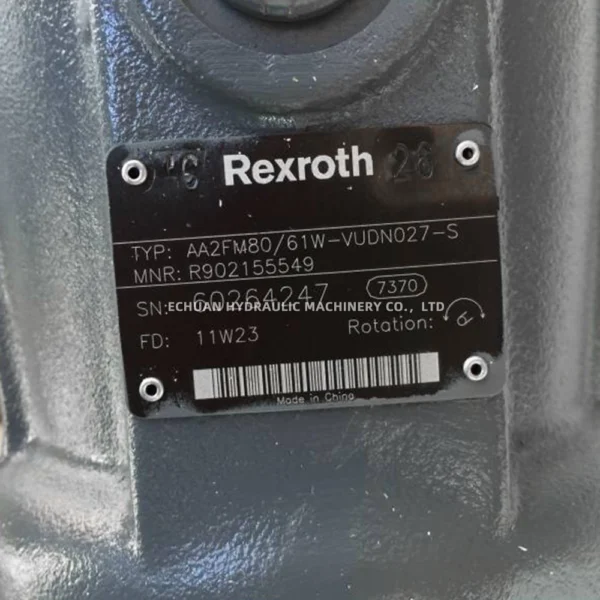 Rexroth
26
TYP: AA2FM80/61W-VUDN027-S
MNR: R902155549
SN: 60264247 7370
ECHUAN HYDRAULIC MACHINERY CO., LTD
FD: 11W23 Rotation:
Made in China